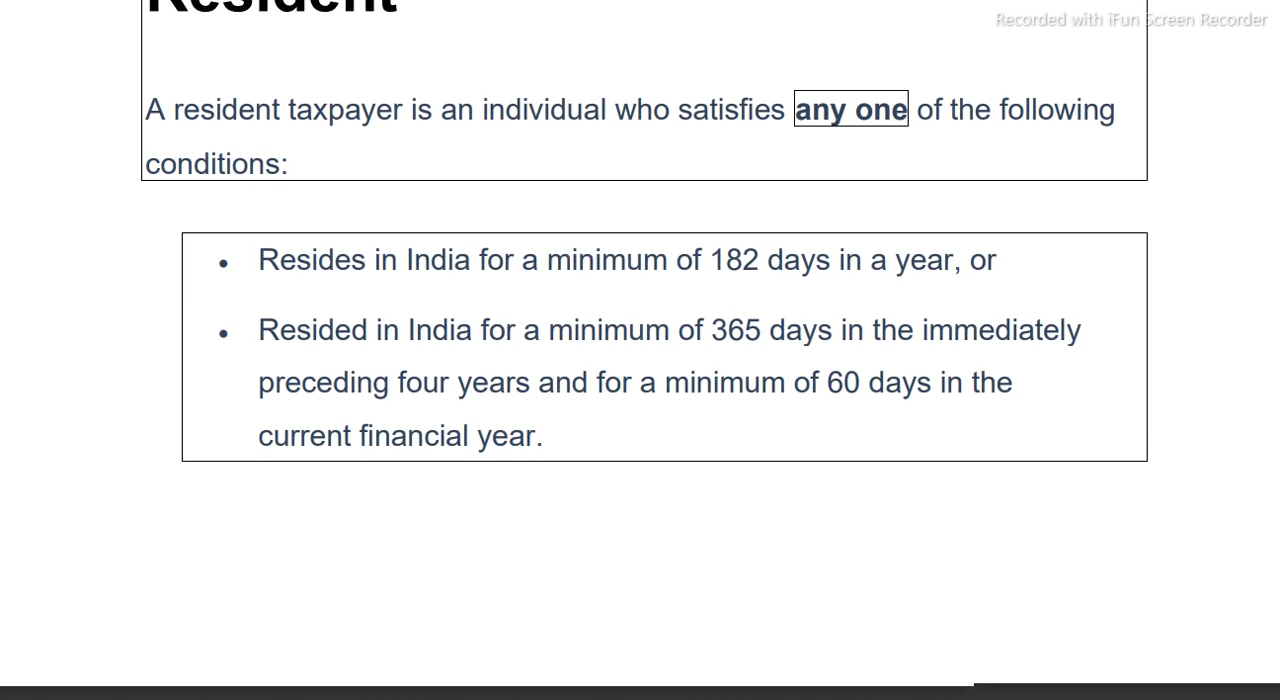 Resident
Recorded with iFun Screen Recorder
A resident taxpayer is an individual who satisfies any one of the following
conditions:
• Resides in India for a minimum of 182 days in a year, or
• Resided in India for a minimum of 365 days in the immediately
preceding four years and for a minimum of 60 days in the
current financial year.